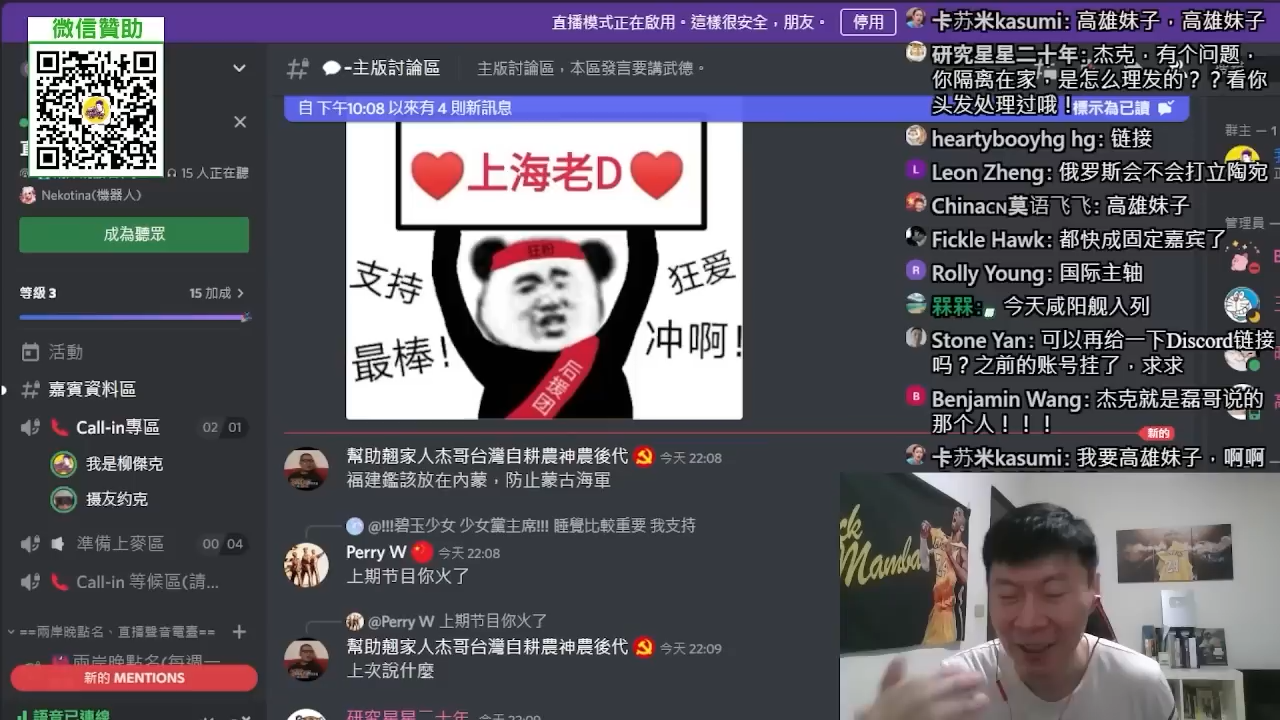 微信贊助
直播模式正在啟用。這樣很安全，朋友。
停用
主版討論區
主版討論區，本區發言要講武德。
自 下午10:08 以來有 4 則新訊息
標示為已讀
15 人正在聽
Nekotina(機器人)
成為聽眾
等級 3
15 加成
活動
嘉賓資料區
Call-in專區
02 01
我是柳傑克
摄友約克
準備上麥區
00 04
Call-in 等候區(請...
==兩岸晚點名、直播聲音電臺==
兩岸晚點名(每週一
新的 MENTIONS
語音已連線
上海老D
狂粉
支持
狂爱
最棒！
冲啊！
后援团
新的
幫助翹家人杰哥台灣自耕農神農後代 今天 22:08
福建鑑該放在內蒙，防止蒙古海軍
@!!!碧玉少女 少女黨主席!!! 睡覺比較重要 我支持
Perry W 今天 22:08
上期节目你火了
@Perry W 上期节目你火了
幫助翹家人杰哥台灣自耕農神農後代 今天 22:09
上次說什麼
研究星星二十年 今天 22:09
卡苏米kasumi: 高雄妹子，高雄妹子
研究星星二十年: 杰克，有个问题，
你隔离在家，是怎么理发的？？看你
头发处理过哦！
heartybooyhg hg: 链接
Leon Zheng: 俄罗斯会不会打立陶宛
ChinaCN莫语飞飞: 高雄妹子
Fickle Hawk: 都快成固定嘉宾了
Rolly Young: 国际主轴
槑槑: 今天咸阳舰入列
Stone Yan: 可以再给一下Discord链接
吗？之前的账号挂了，求求
Benjamin Wang: 杰克就是磊哥说的
那个人！！！
卡苏米kasumi: 我要高雄妹子，啊啊
群主 — 1
管理員
Mamba
24